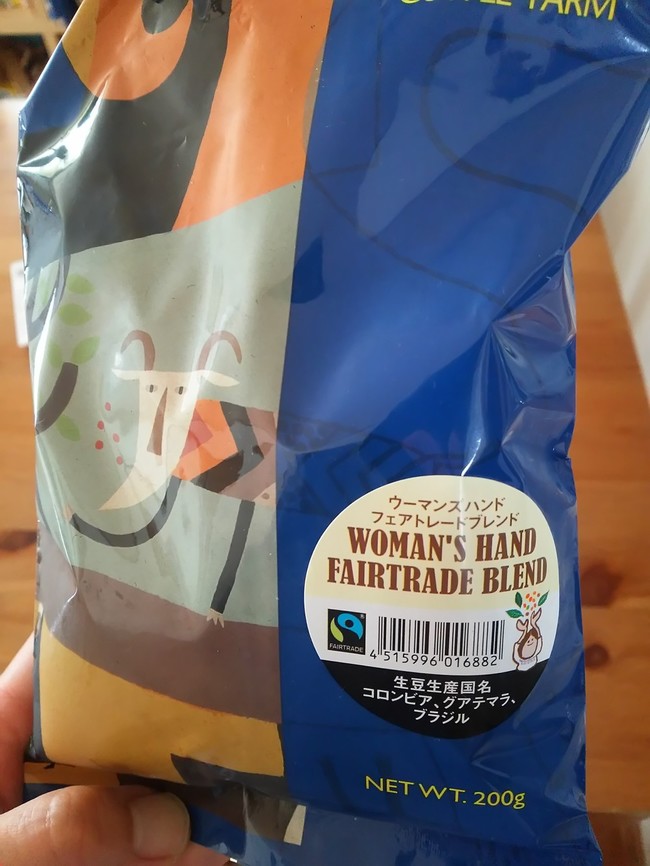 COFFEE FARM
ウーマンズハンド
フェアトレードブレンド
WOMAN'S HAND
FAIRTRADE BLEND
FAIRTRADE
4 515996 016882
生豆生産国名
コロンビア、グアテマラ、
ブラジル
NET WT. 200g